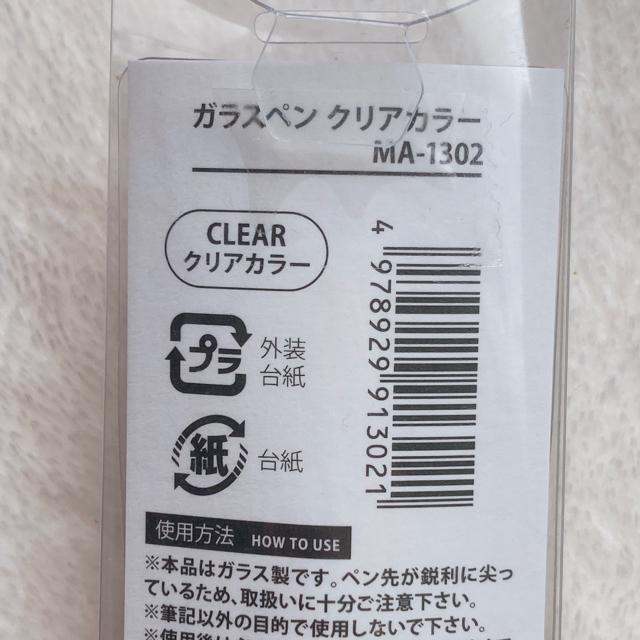 ガラスペン クリアカラー
MA-1302
CLEAR
クリアカラー
4 978929 913021
プラ
外装
台紙
紙
台紙
使用方法 HOW TO USE
※本品はガラス製です。ペン先が鋭利に尖っ
ているため、取扱いに十分ご注意下さい。
※筆記以外の目的で使用しないで下さい。
※使用後は